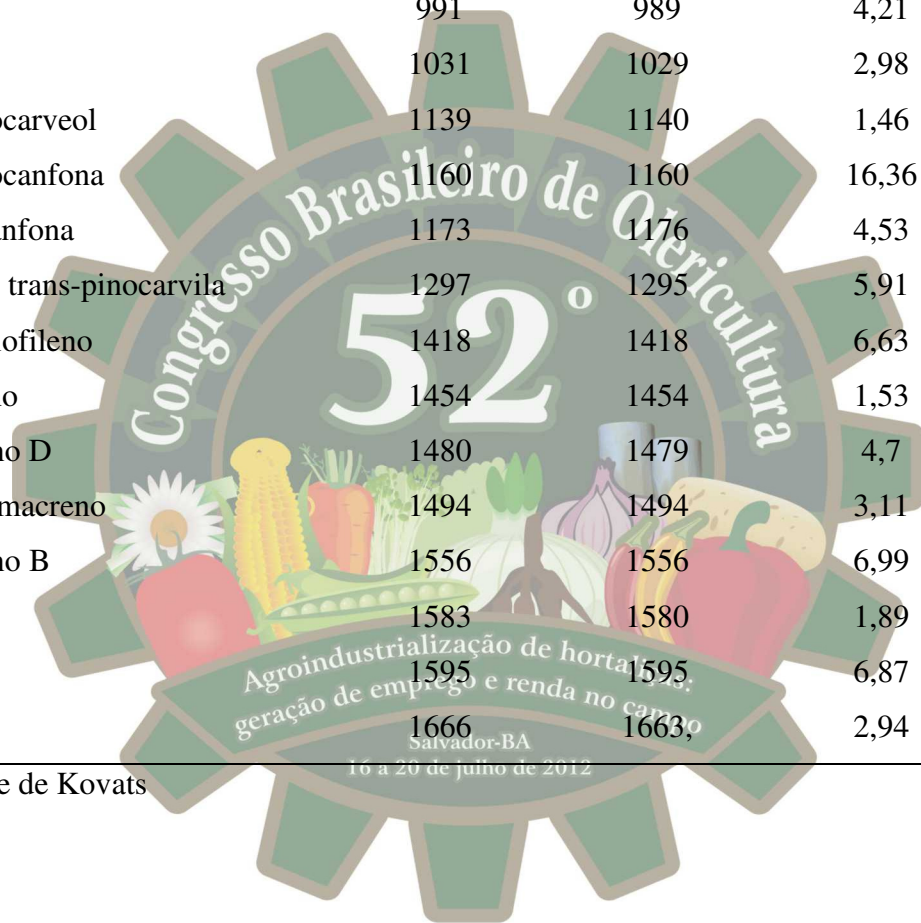 991 989 4,21
1031 1029 2,98
ocarveol 1139 1140 1,46
ocanfona 1160 1160 16,36
anfona 1173 1176 4,53
trans-pinocarvila 1297 1295 5,91
ofileno 1418 1418 6,63
o 1454 1454 1,53
no D 1480 1479 4,7
macreno 1494 1494 3,11
no B 1556 1556 6,99
1583 1580 1,89
1595 1595 6,87
1666 1663, 2,94
e de Kovats
Congresso Brasileiro de Olericultura
52º
Agroindustrialização de hortaliças:
geração de emprego e renda no campo
Salvador-BA
16 a 20 de julho de 2012